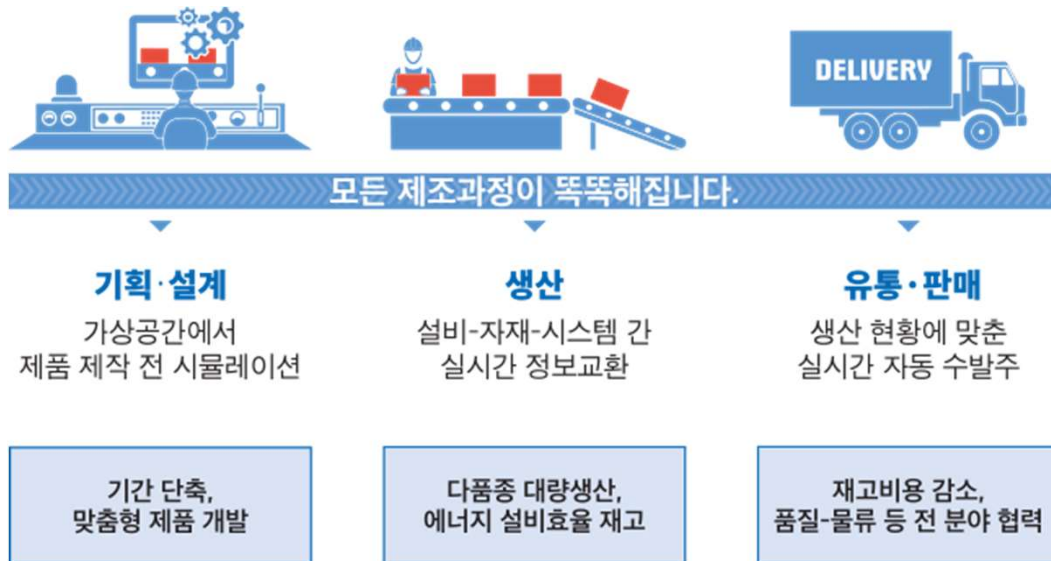 DELIVERY
모든 제조과정이 똑똑해집니다.
기획·설계
가상공간에서
제품 제작 전 시뮬레이션
생산
설비-자재-시스템 간
실시간 정보교환
유통·판매
생산 현황에 맞춘
실시간 자동 수발주
기간 단축,
맞춤형 제품 개발
다품종 대량생산,
에너지 설비효율 재고
재고비용 감소,
품질-물류 등 전 분야 협력